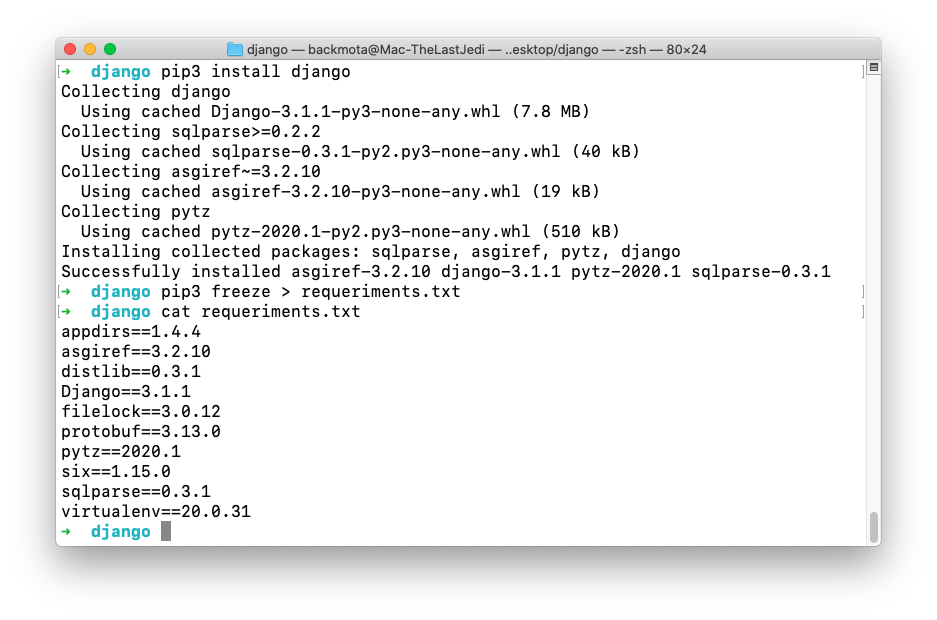 django — backmota@Mac-TheLastJedi — ..esktop/django — -zsh — 80×24
[➜  django pip3 install django ]
Collecting django
  Using cached Django-3.1.1-py3-none-any.whl (7.8 MB)
Collecting sqlparse>=0.2.2
  Using cached sqlparse-0.3.1-py2.py3-none-any.whl (40 kB)
Collecting asgiref~=3.2.10
  Using cached asgiref-3.2.10-py3-none-any.whl (19 kB)
Collecting pytz
  Using cached pytz-2020.1-py2.py3-none-any.whl (510 kB)
Installing collected packages: sqlparse, asgiref, pytz, django
Successfully installed asgiref-3.2.10 django-3.1.1 pytz-2020.1 sqlparse-0.3.1
[➜  django pip3 freeze > requeriments.txt ]
[➜  django cat requeriments.txt ]
appdirs==1.4.4
asgiref==3.2.10
distlib==0.3.1
Django==3.1.1
filelock==3.0.12
protobuf==3.13.0
pytz==2020.1
six==1.15.0
sqlparse==0.3.1
virtualenv==20.0.31
➜  django